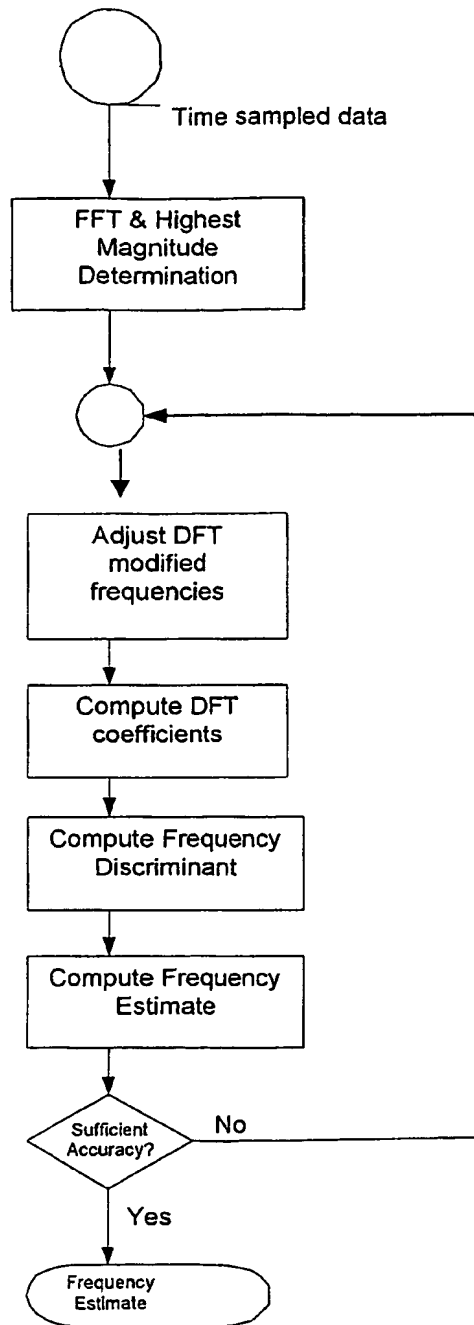 Time sampled data
FFT & Highest
Magnitude
Determination
Adjust DFT
modified
frequencies
Compute DFT
coefficients
Compute Frequency
Discriminant
Compute Frequency
Estimate
Sufficient
Accuracy?
No
Yes
Frequency
Estimate